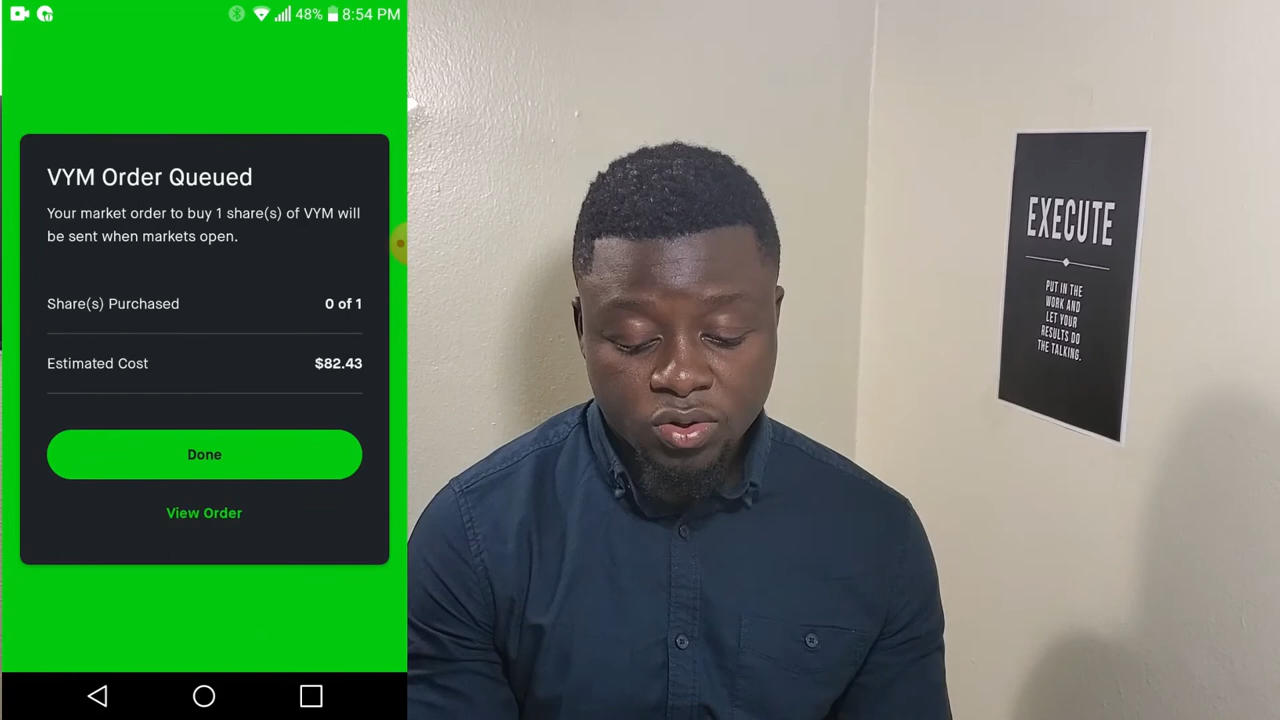 48% 8:54 PM
VYM Order Queued
Your market order to buy 1 share(s) of VYM will
be sent when markets open.
Share(s) Purchased 0 of 1
Estimated Cost $82.43
Done
View Order
EXECUTE
PUT IN THE
WORK AND
LET YOUR
RESULTS DO
THE TALKING.